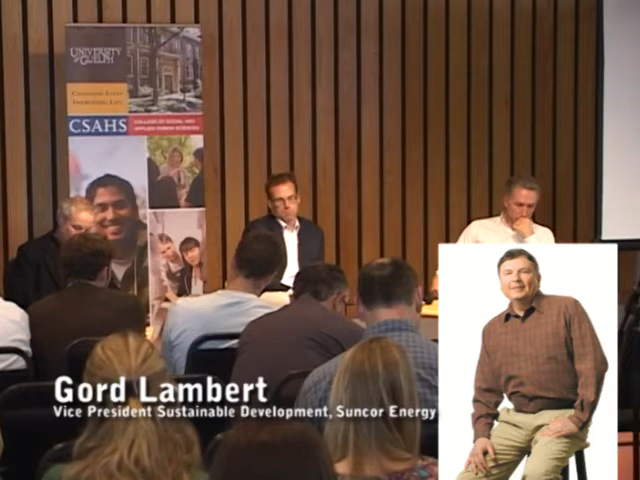 UNIVERSITY
OF GUELPH
CHANGING LIVES
IMPROVING LIFE
CSAHS
COLLEGE OF SOCIAL AND
APPLIED HUMAN SCIENCES
Gord Lambert
Vice President Sustainable Development, Suncor Energy